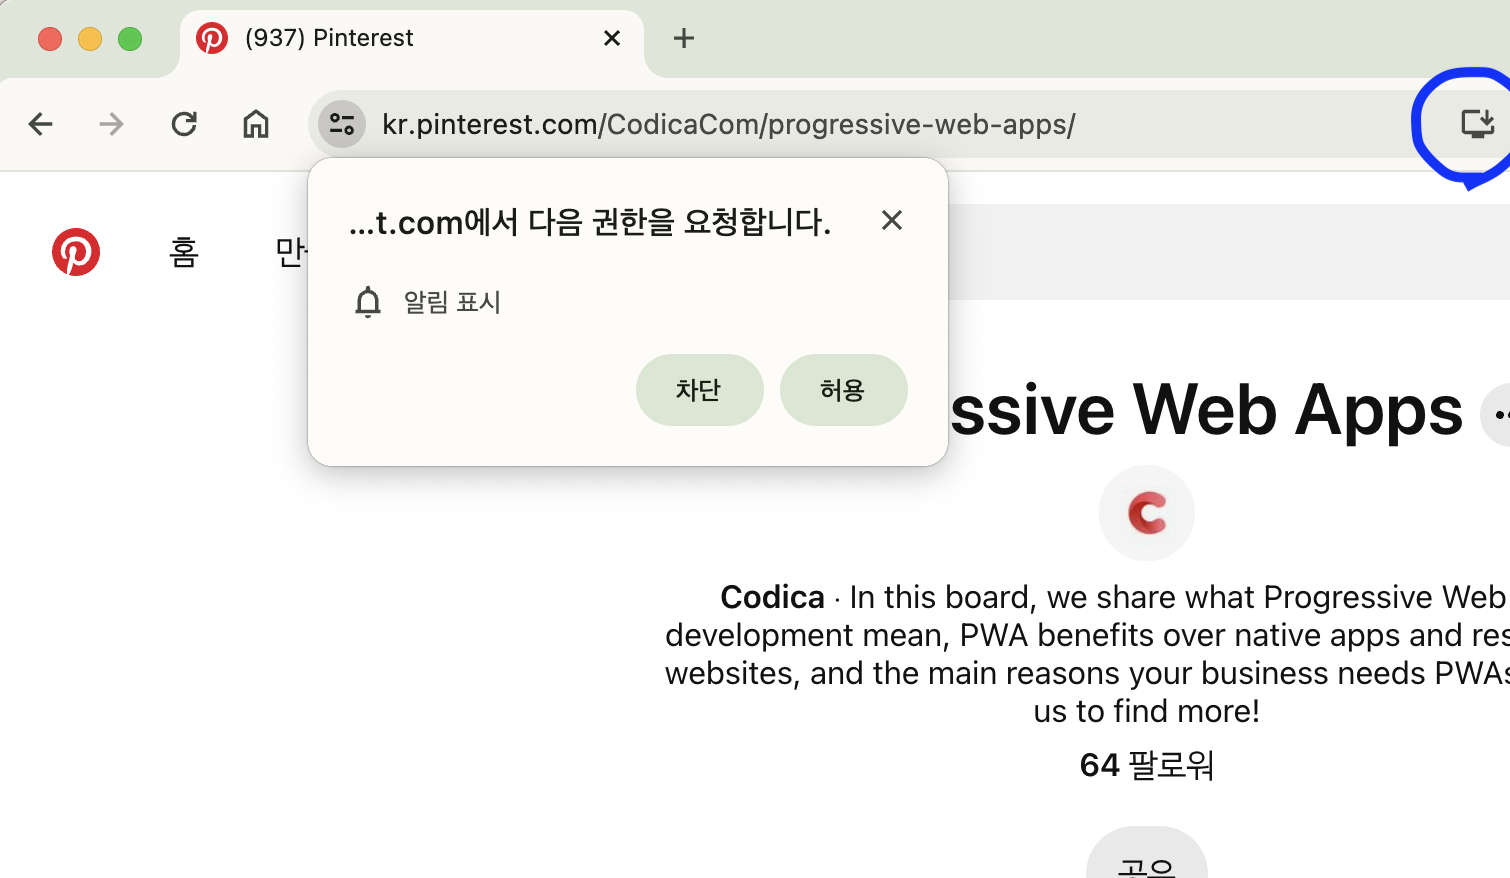 (937) Pinterest
kr.pinterest.com/CodicaCom/progressive-web-apps/
...t.com에서 다음 권한을 요청합니다.
알림 표시
차단 허용
홈
ssive Web Apps
Codica · In this board, we share what Progressive Web
development mean, PWA benefits over native apps and res
websites, and the main reasons your business needs PWAs
us to find more!
64 팔로워
공유